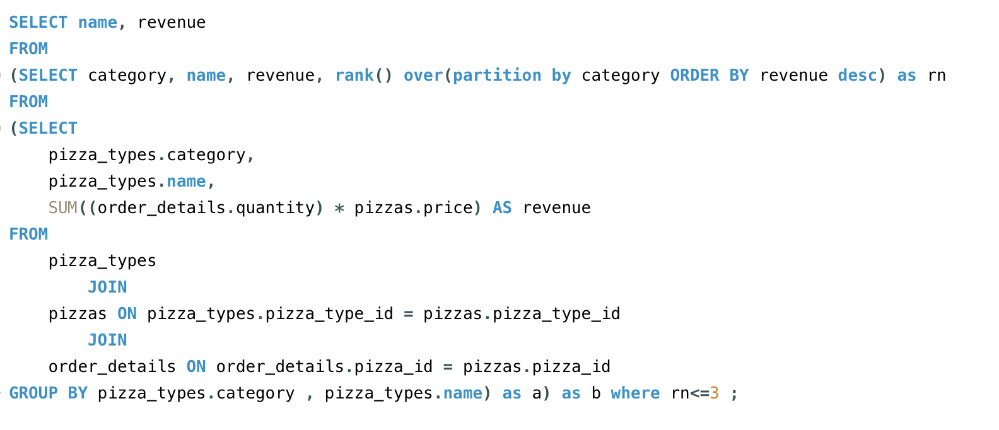 SELECT name, revenue
FROM
(SELECT category, name, revenue, rank() over(partition by category ORDER BY revenue desc) as rn
FROM
(SELECT
    pizza_types.category,
    pizza_types.name,
    SUM((order_details.quantity) * pizzas.price) AS revenue
FROM
    pizza_types
        JOIN
    pizzas ON pizza_types.pizza_type_id = pizzas.pizza_type_id
        JOIN
    order_details ON order_details.pizza_id = pizzas.pizza_id
GROUP BY pizza_types.category , pizza_types.name) as a) as b where rn<=3 ;